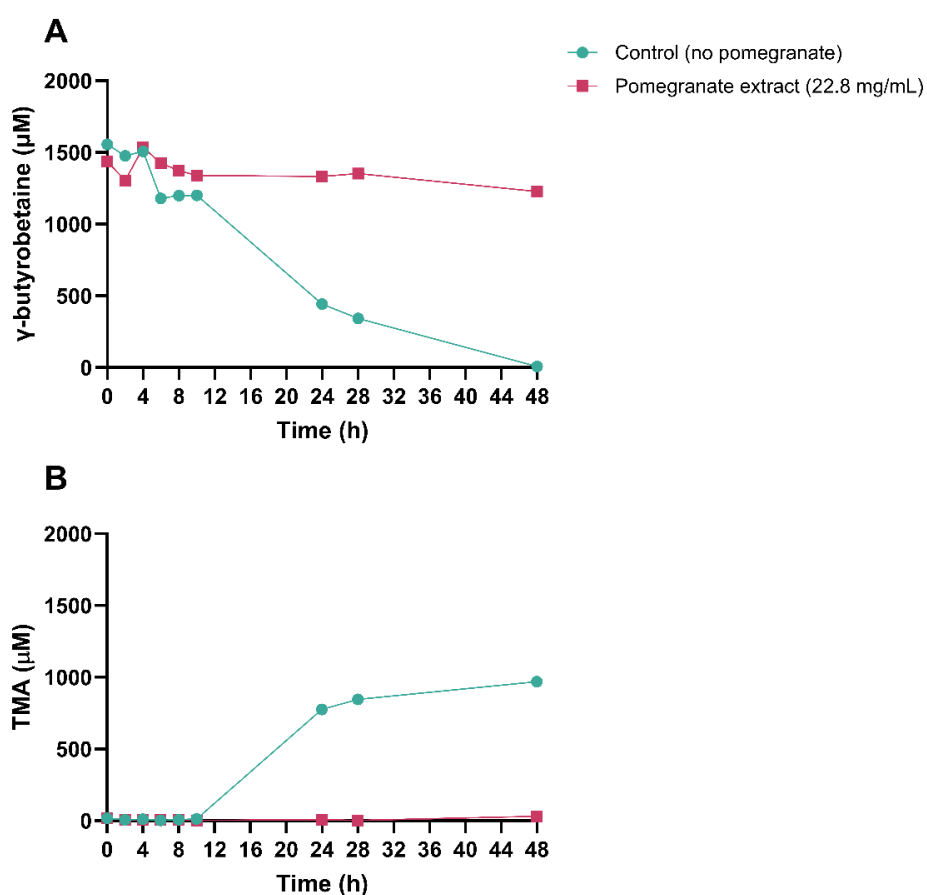 A
Control (no pomegranate)
Pomegranate extract (22.8 mg/mL)
2000
1500
1000
500
0
γ-butyrobetaine (μM)
0 4 8 12 16 20 24 28 32 36 40 44 48
Time (h)
B
2000
1500
1000
500
0
TMA (μM)
0 4 8 12 16 20 24 28 32 36 40 44 48
Time (h)